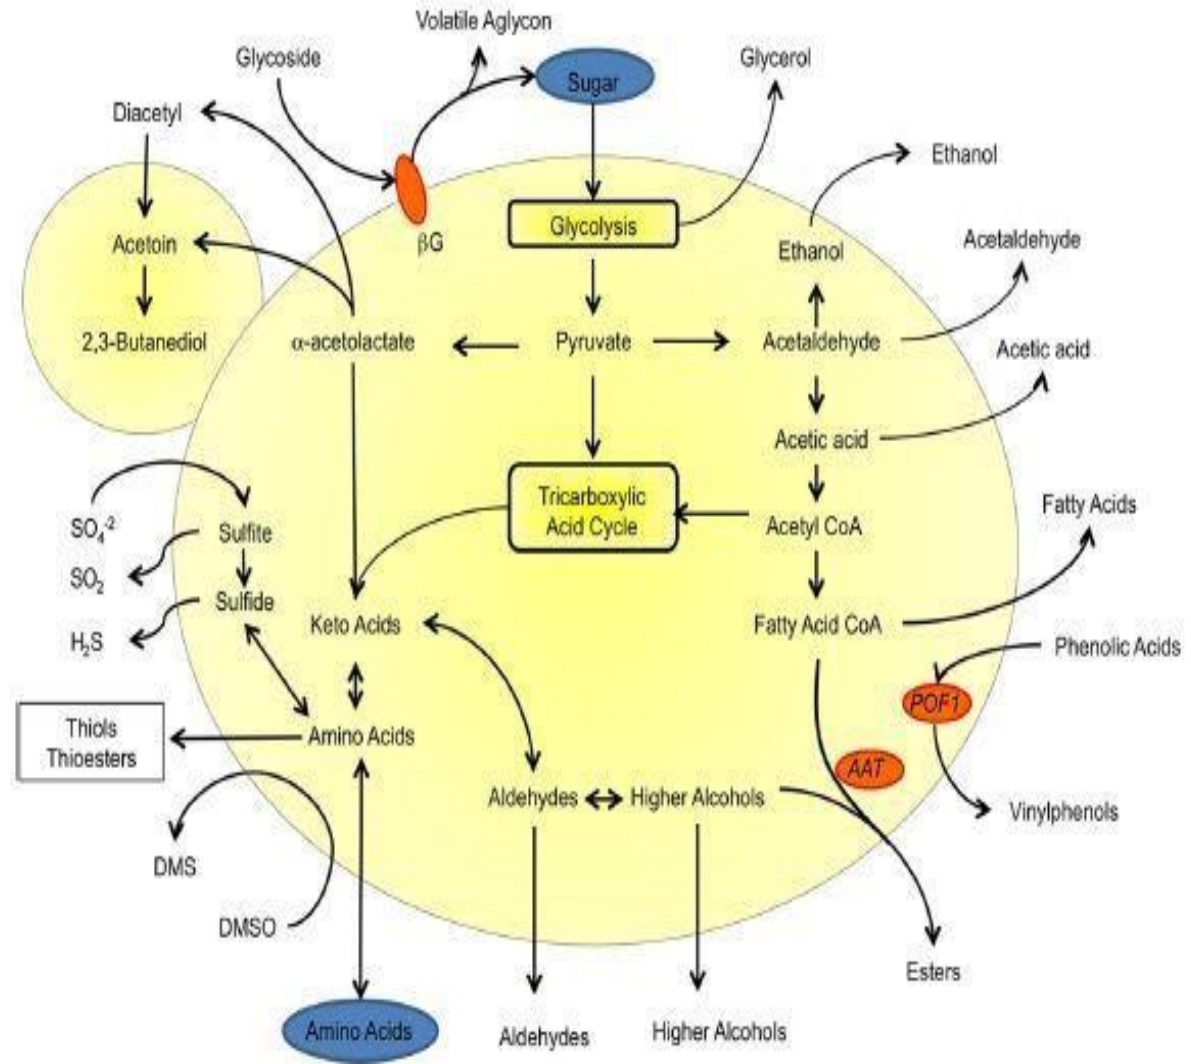 Volatile Aglycon
Glycoside
Sugar
Glycerol
Diacetyl
Ethanol
Glycolysis
Acetoin
βG
Ethanol
Acetaldehyde
2,3-Butanediol
α-acetolactate
Pyruvate
Acetaldehyde
Acetic acid
Acetic acid
Tricarboxylic
Acid Cycle
Fatty Acids
SO₄⁻²
Sulfite
Acetyl CoA
SO₂
Sulfide
Keto Acids
Fatty Acid CoA
H₂S
Phenolic Acids
POF1
Thiols
Thioesters
Amino Acids
AAT
Aldehydes
Higher Alcohols
Vinylphenols
DMS
DMSO
Esters
Amino Acids
Aldehydes
Higher Alcohols